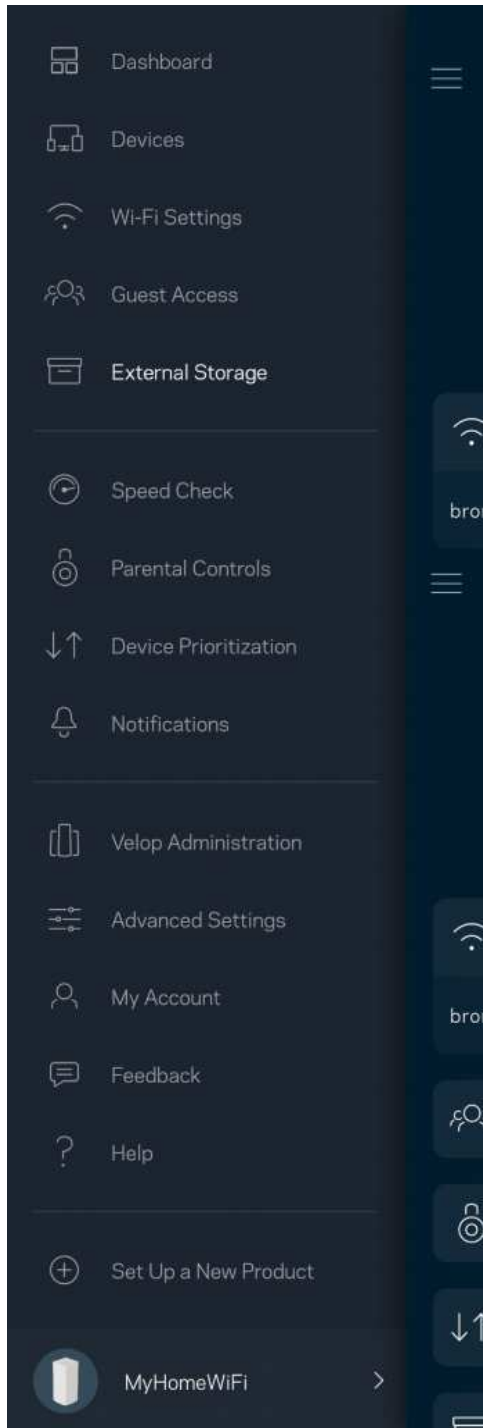 Dashboard
Devices
Wi-Fi Settings
Guest Access
External Storage
Speed Check
Parental Controls
Device Prioritization
Notifications
Velop Administration
Advanced Settings
My Account
Feedback
Help
Set Up a New Product
MyHomeWiFi